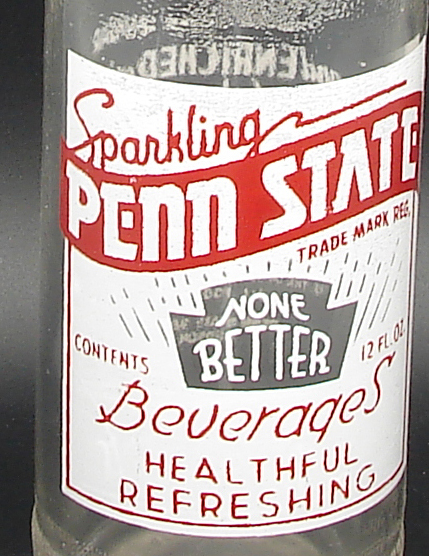 Sparkling
PENN STATE
TRADE MARK REG.
NONE
BETTER
CONTENTS 12 FL. OZ.
Beverages
HEALTHFUL
REFRESHING